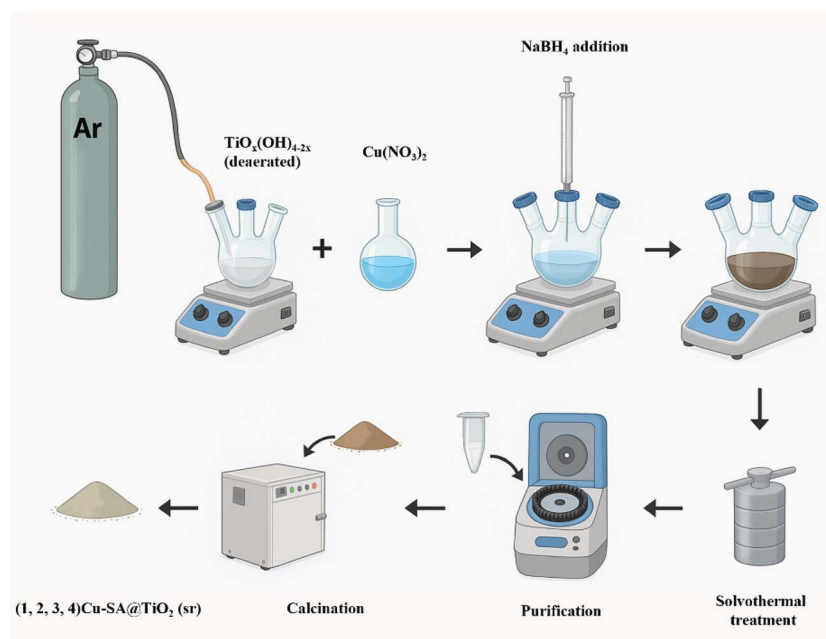 NaBH₄ addition
Ar
TiOₓ(OH)₄₋₂ₓ
(deaerated)
Cu(NO₃)₂
(1, 2, 3, 4)Cu-SA@TiO₂ (sr)
Calcination
Purification
Solvothermal
treatment